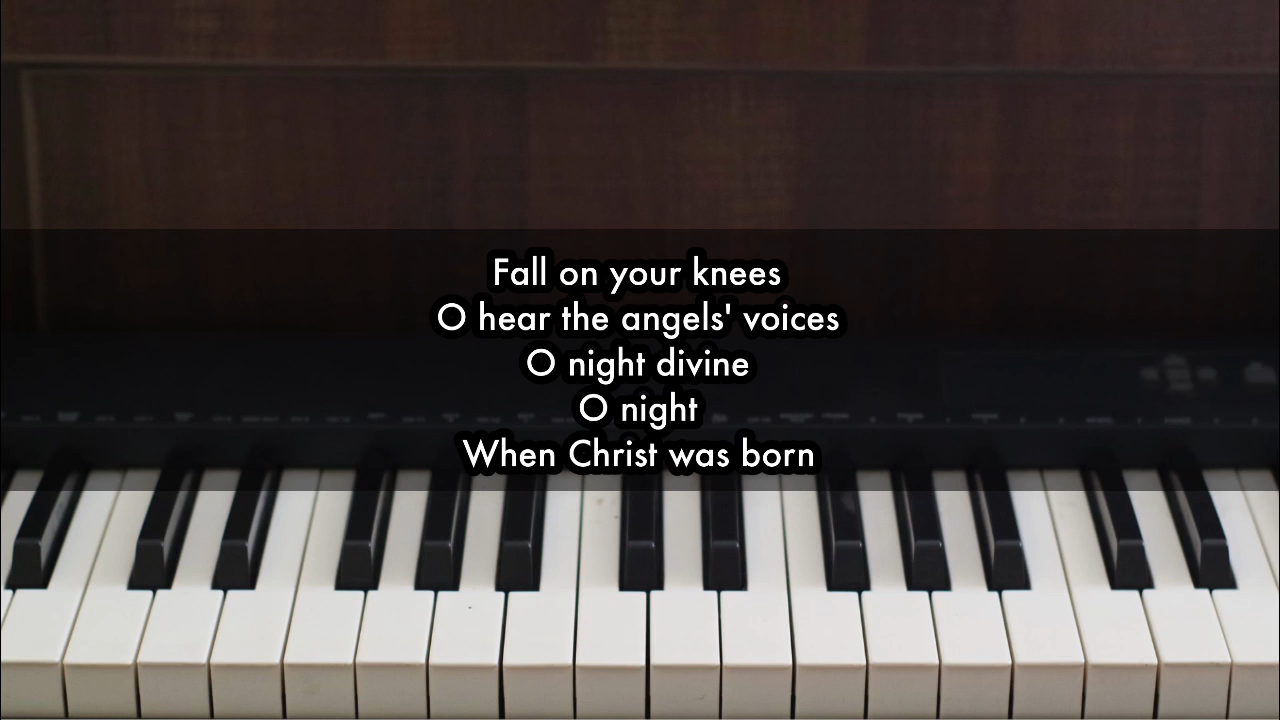 Fall on your knees
O hear the angels' voices
O night divine
O night
When Christ was born